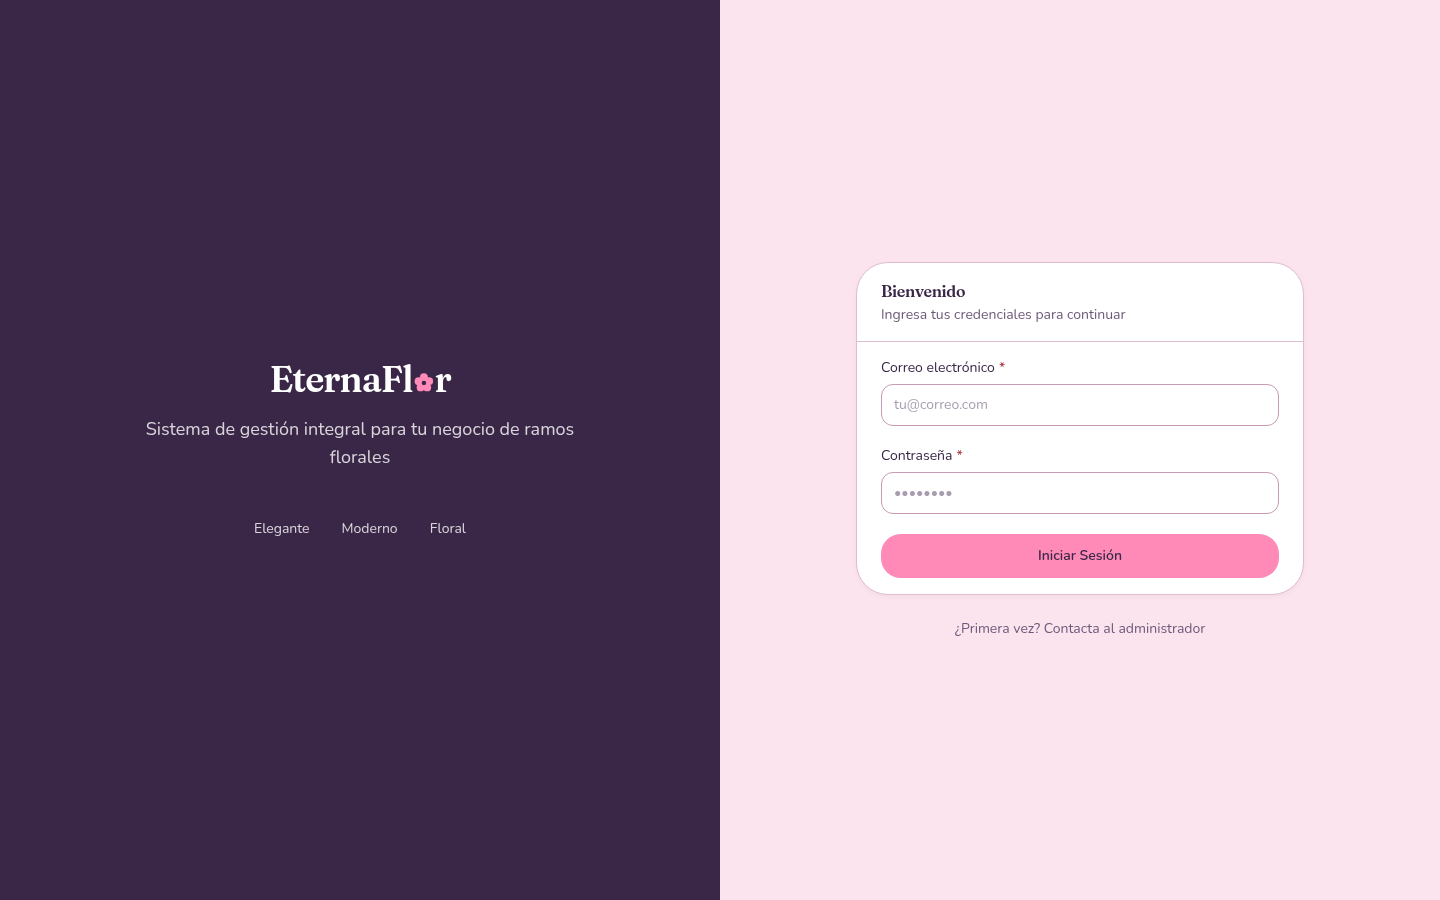 EternaFlor
Sistema de gestión integral para tu negocio de ramos
florales
Elegante Moderno Floral
Bienvenido
Ingresa tus credenciales para continuar
Correo electrónico *
tu@correo.com
Contraseña *
••••••••
Iniciar Sesión
¿Primera vez? Contacta al administrador